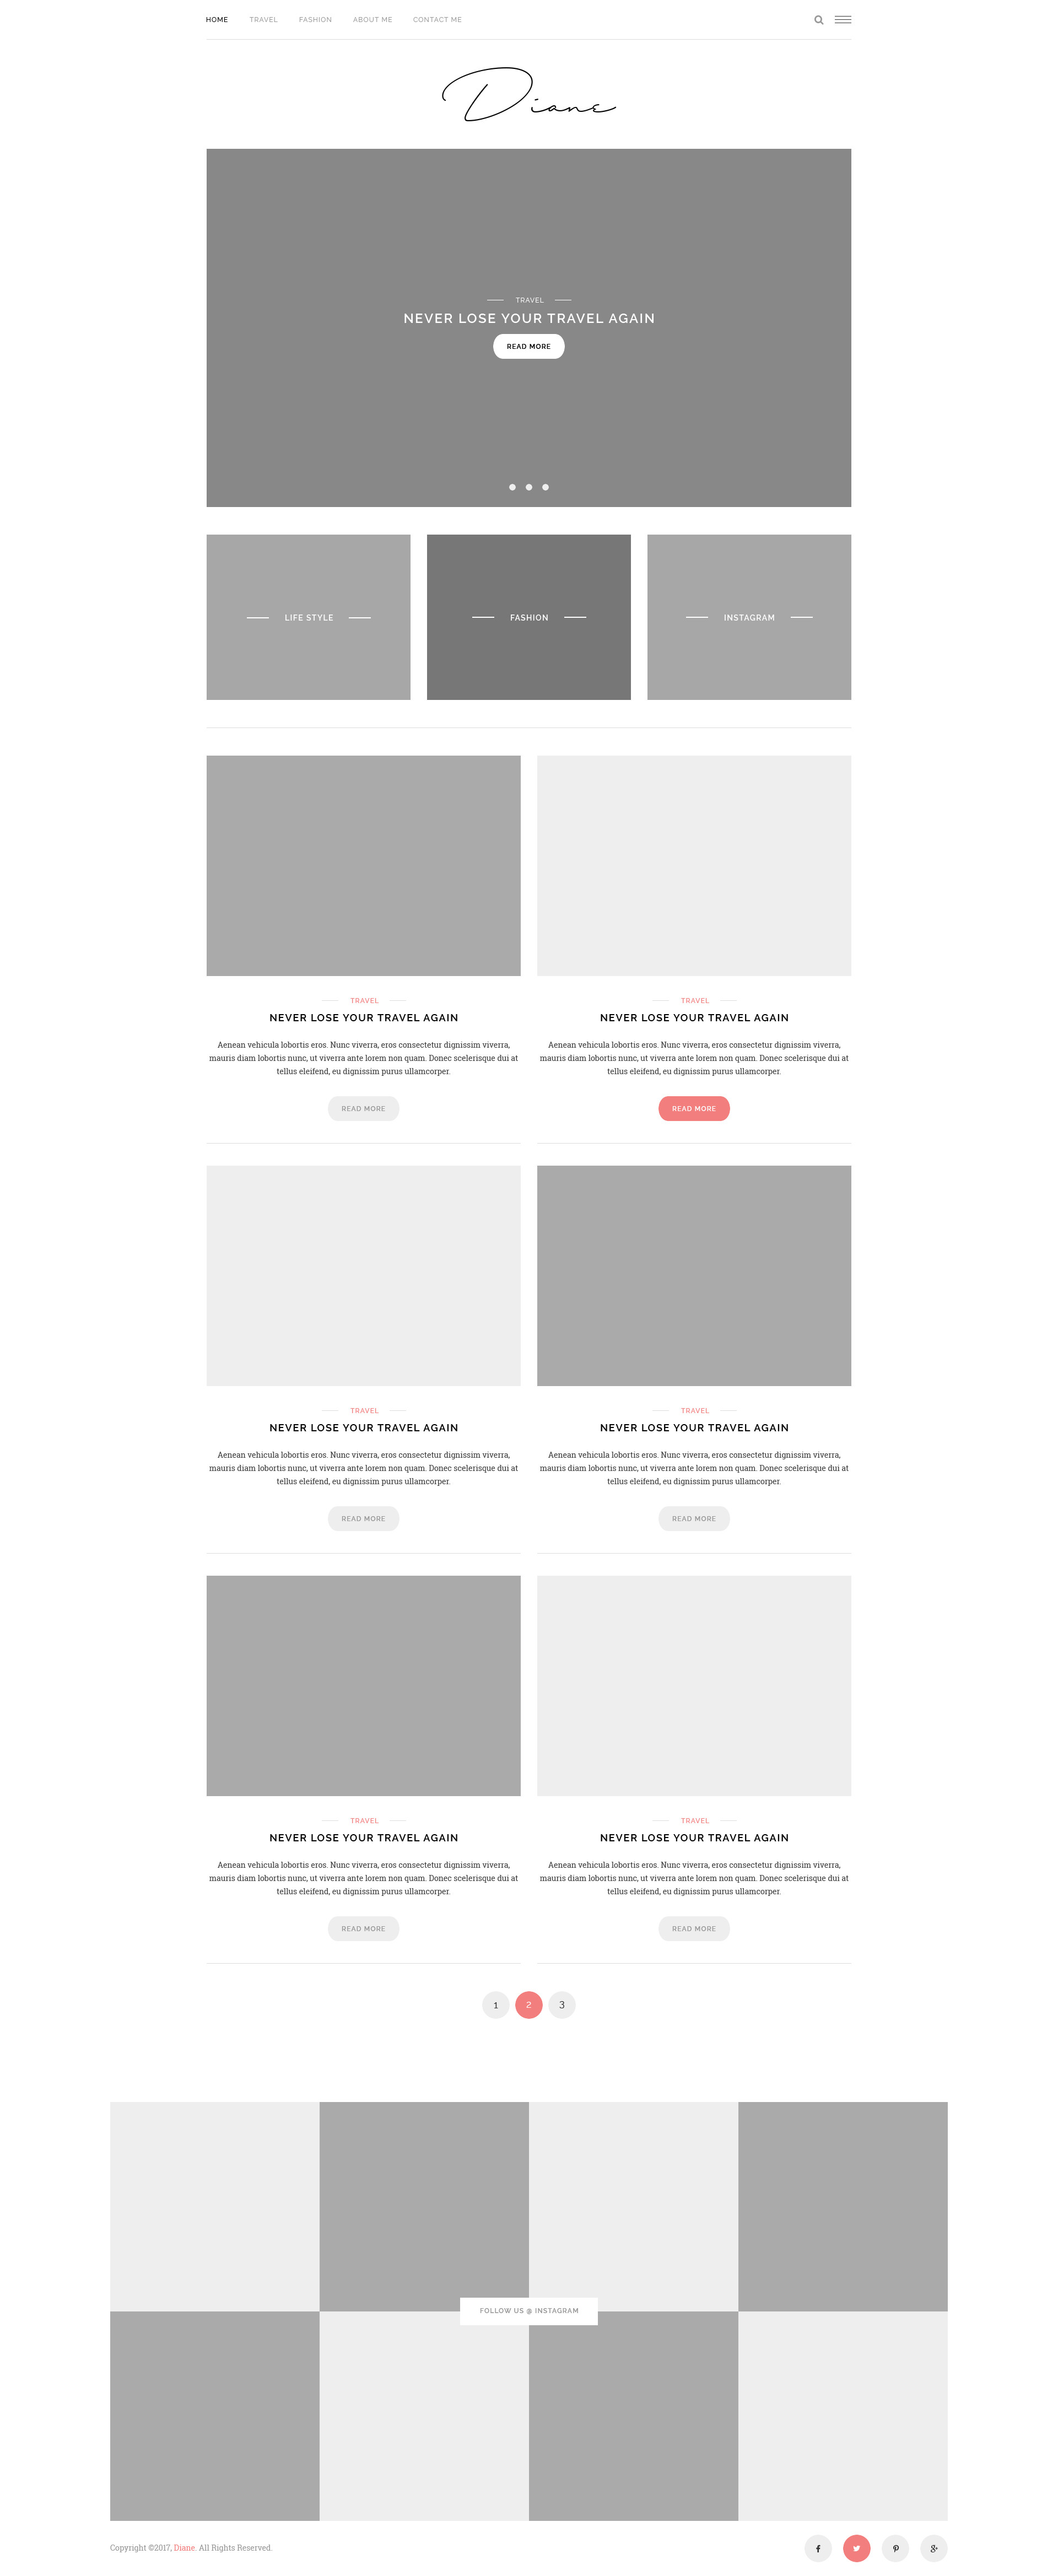 HOME TRAVEL FASHION ABOUT ME CONTACT ME
Diane
TRAVEL
NEVER LOSE YOUR TRAVEL AGAIN
READ MORE
LIFE STYLE
FASHION
INSTAGRAM
TRAVEL
NEVER LOSE YOUR TRAVEL AGAIN
Aenean vehicula lobortis eros. Nunc viverra, eros consectetur dignissim viverra,
mauris diam lobortis nunc, ut viverra ante lorem non quam. Donec scelerisque dui at
tellus eleifend, eu dignissim purus ullamcorper.
READ MORE
TRAVEL
NEVER LOSE YOUR TRAVEL AGAIN
Aenean vehicula lobortis eros. Nunc viverra, eros consectetur dignissim viverra,
mauris diam lobortis nunc, ut viverra ante lorem non quam. Donec scelerisque dui at
tellus eleifend, eu dignissim purus ullamcorper.
READ MORE
TRAVEL
NEVER LOSE YOUR TRAVEL AGAIN
Aenean vehicula lobortis eros. Nunc viverra, eros consectetur dignissim viverra,
mauris diam lobortis nunc, ut viverra ante lorem non quam. Donec scelerisque dui at
tellus eleifend, eu dignissim purus ullamcorper.
READ MORE
TRAVEL
NEVER LOSE YOUR TRAVEL AGAIN
Aenean vehicula lobortis eros. Nunc viverra, eros consectetur dignissim viverra,
mauris diam lobortis nunc, ut viverra ante lorem non quam. Donec scelerisque dui at
tellus eleifend, eu dignissim purus ullamcorper.
READ MORE
TRAVEL
NEVER LOSE YOUR TRAVEL AGAIN
Aenean vehicula lobortis eros. Nunc viverra, eros consectetur dignissim viverra,
mauris diam lobortis nunc, ut viverra ante lorem non quam. Donec scelerisque dui at
tellus eleifend, eu dignissim purus ullamcorper.
READ MORE
TRAVEL
NEVER LOSE YOUR TRAVEL AGAIN
Aenean vehicula lobortis eros. Nunc viverra, eros consectetur dignissim viverra,
mauris diam lobortis nunc, ut viverra ante lorem non quam. Donec scelerisque dui at
tellus eleifend, eu dignissim purus ullamcorper.
READ MORE
1 2 3
FOLLOW US @ INSTAGRAM
Copyright ©2017, Diane. All Rights Reserved.